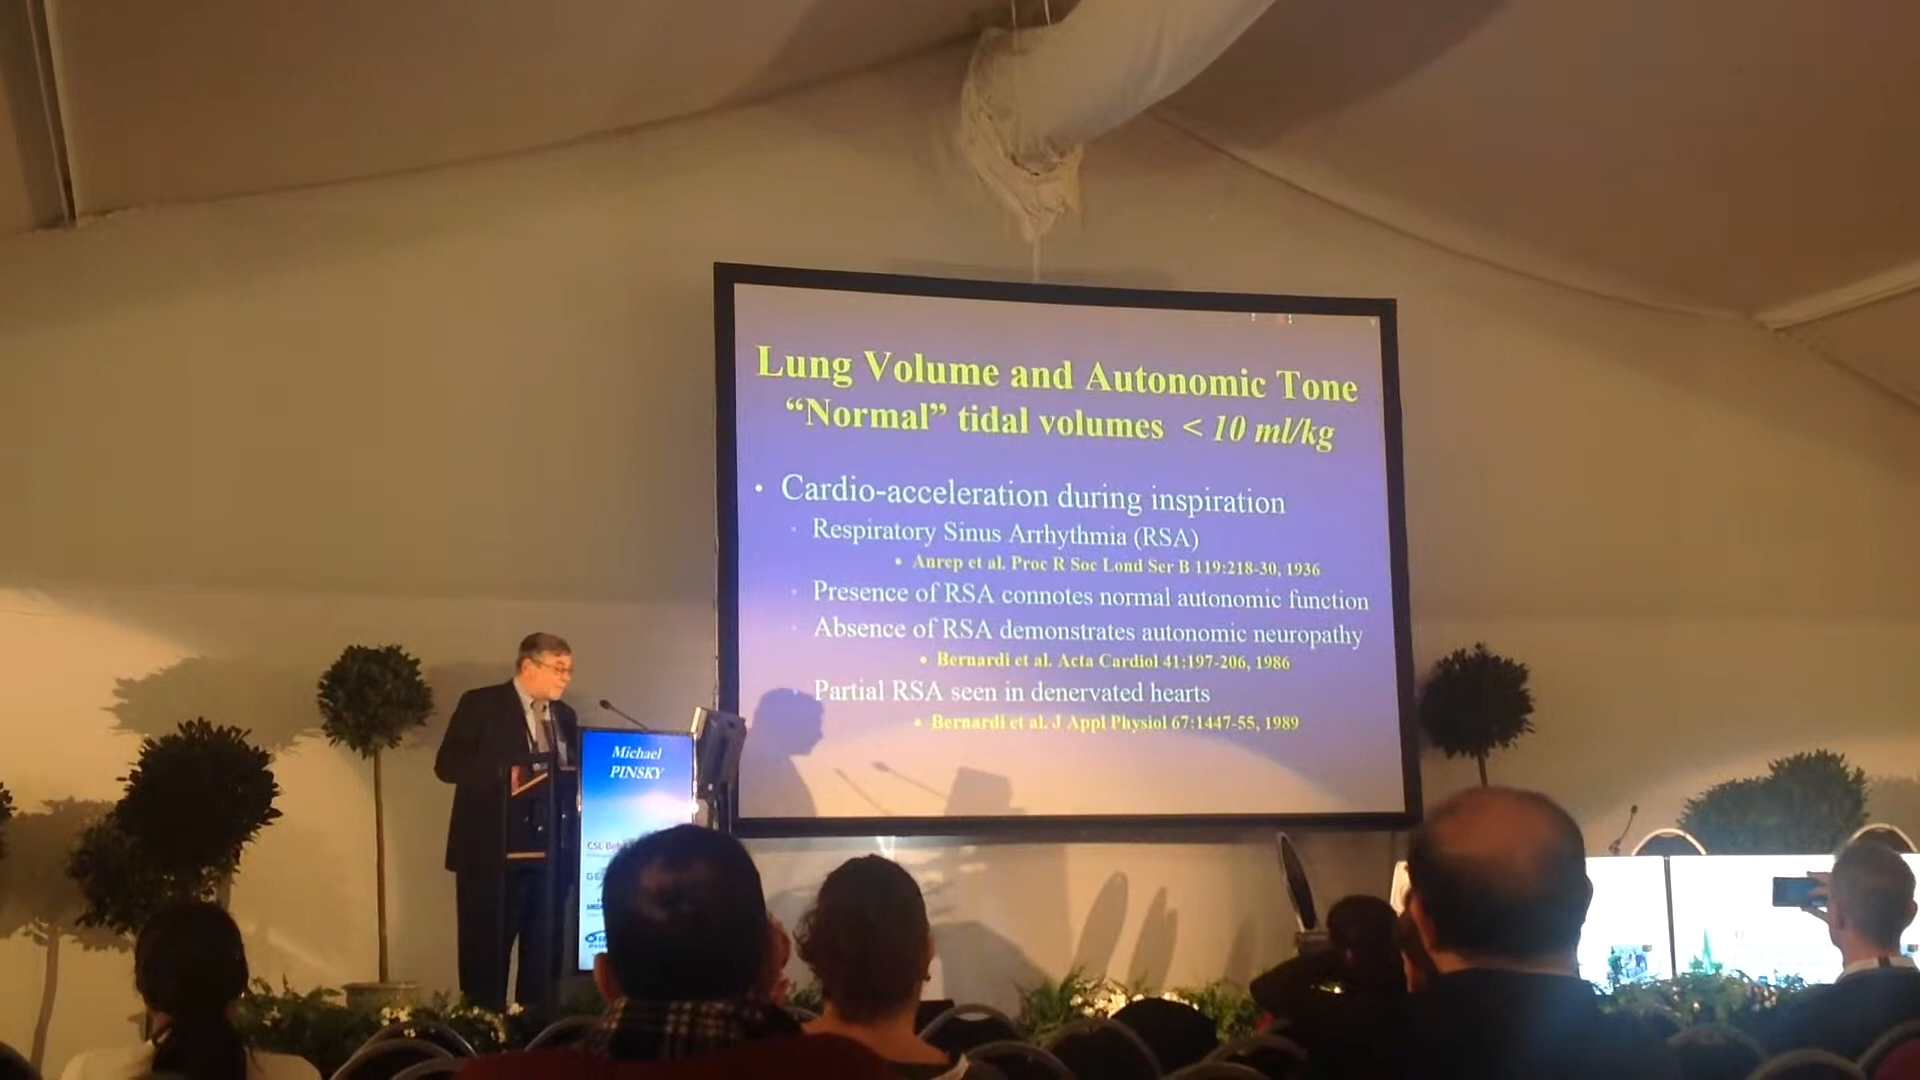 Lung Volume and Autonomic Tone
“Normal” tidal volumes < 10 ml/kg
• Cardio-acceleration during inspiration
Respiratory Sinus Arrhythmia (RSA)
• Anrep et al. Proc R Soc Lond Ser B 119:218-30, 1936
Presence of RSA connotes normal autonomic function
Absence of RSA demonstrates autonomic neuropathy
• Bernardi et al. Acta Cardiol 41:197-206, 1986
Partial RSA seen in denervated hearts
• Bernardi et al. J Appl Physiol 67:1447-55, 1989
Michael
PINSKY
CSL